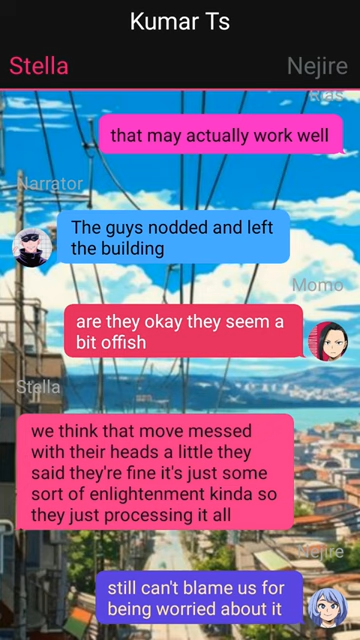 Kumar Ts
Stella
Nejire
that may actually work well
Narrator
The guys nodded and left
the building
Momo
are they okay they seem a
bit offish
Stella
we think that move messed
with their heads a little they
said they're fine it's just some
sort of enlightenment kinda so
they just processing it all
Nejire
still can't blame us for
being worried about it